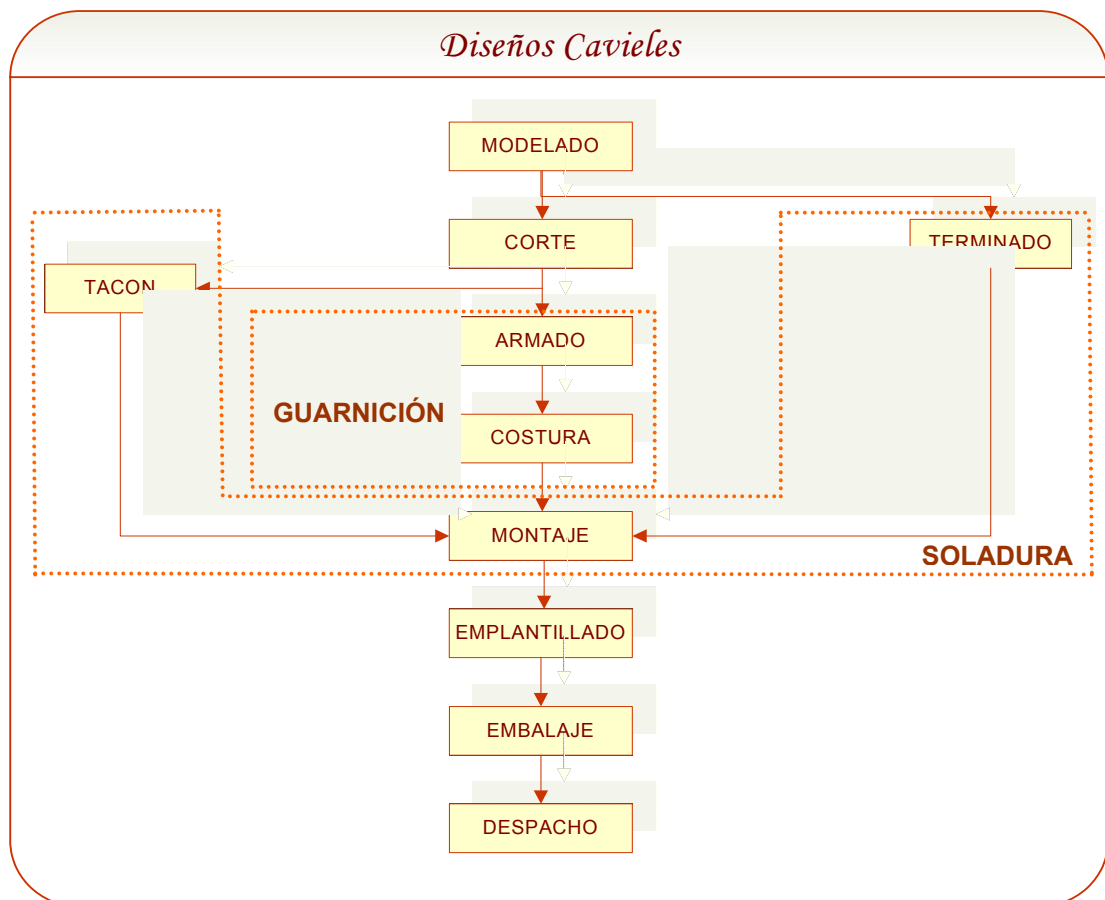 Diseños Cavieles
MODELADO
CORTE
TERMINADO
TACON
ARMADO
GUARNICIÓN
COSTURA
MONTAJE
SOLADURA
EMPLANTILLADO
EMBALAJE
DESPACHO